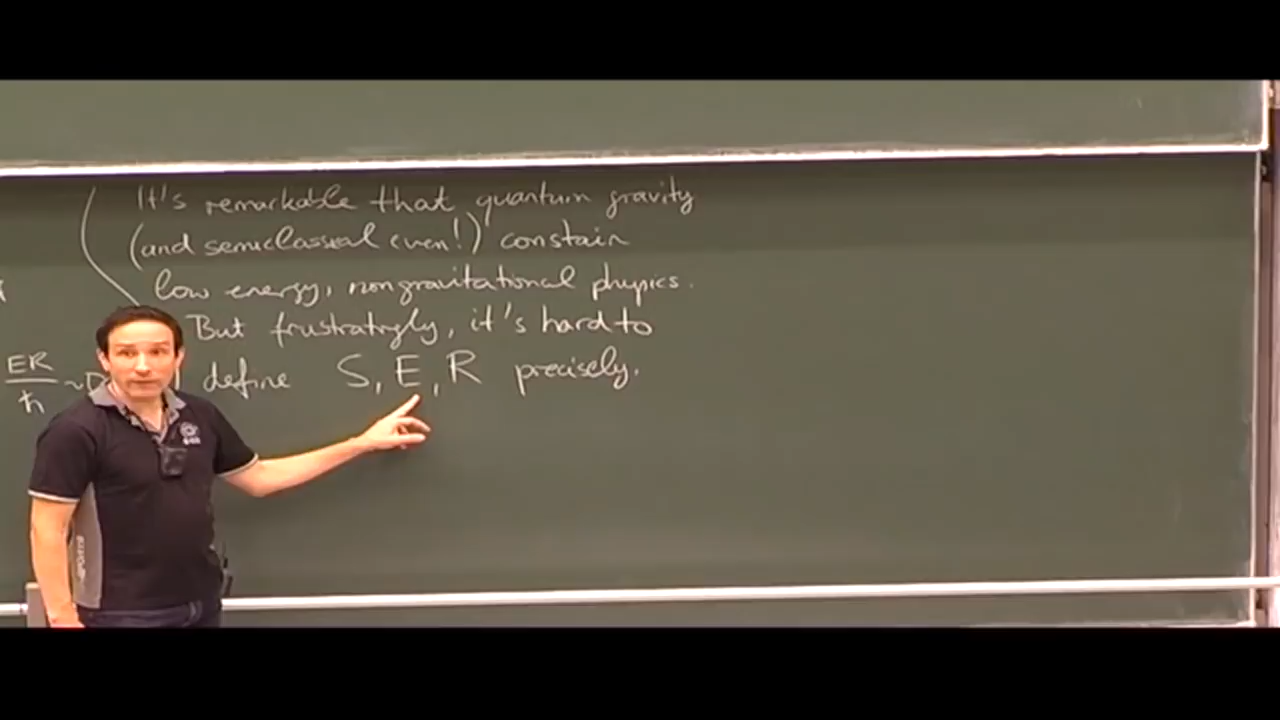 It's remarkable that quantum gravity
(and semiclassical even!) constain
low energy, nongravitational physics.
But frustratingly, it's hard to
define S, E, R precisely.
ER
ħ
~